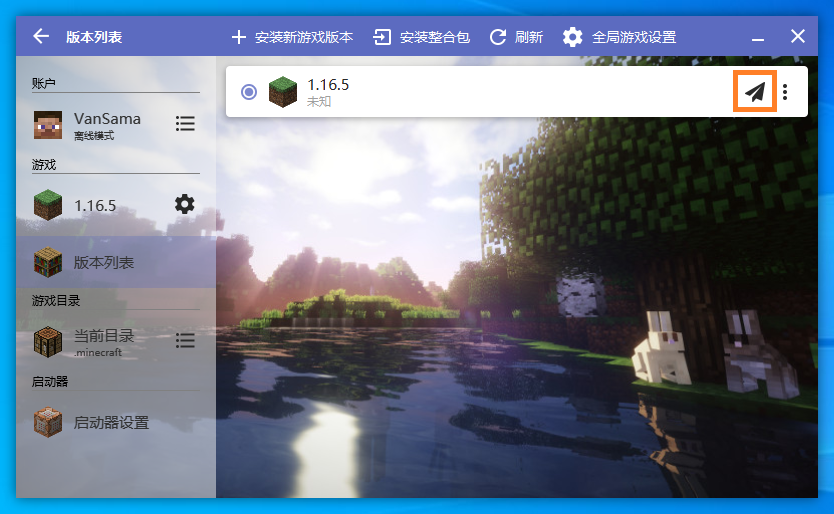 版本列表
安装新游戏版本
安装整合包
刷新
全局游戏设置
账户
VanSama
离线模式
游戏
1.16.5
版本列表
游戏目录
当前目录
.minecraft
启动器
启动器设置
1.16.5
未知